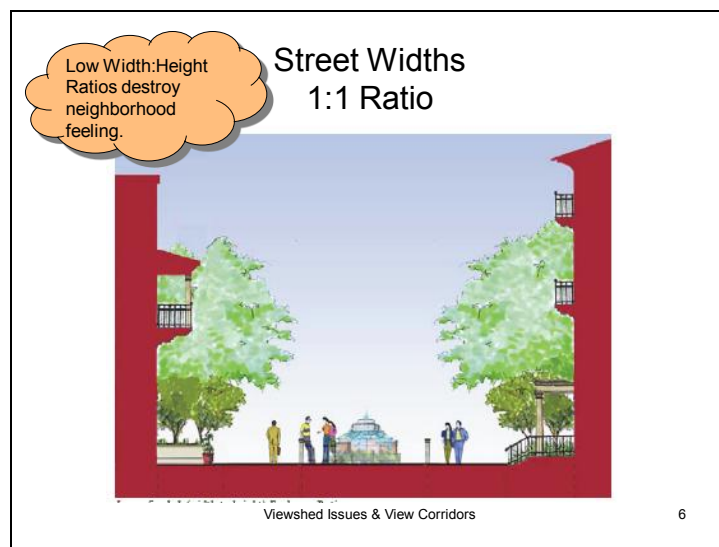 Low Width:Height
Ratios destroy
neighborhood
feeling.
Street Widths
1:1 Ratio
Viewshed Issues & View Corridors
6